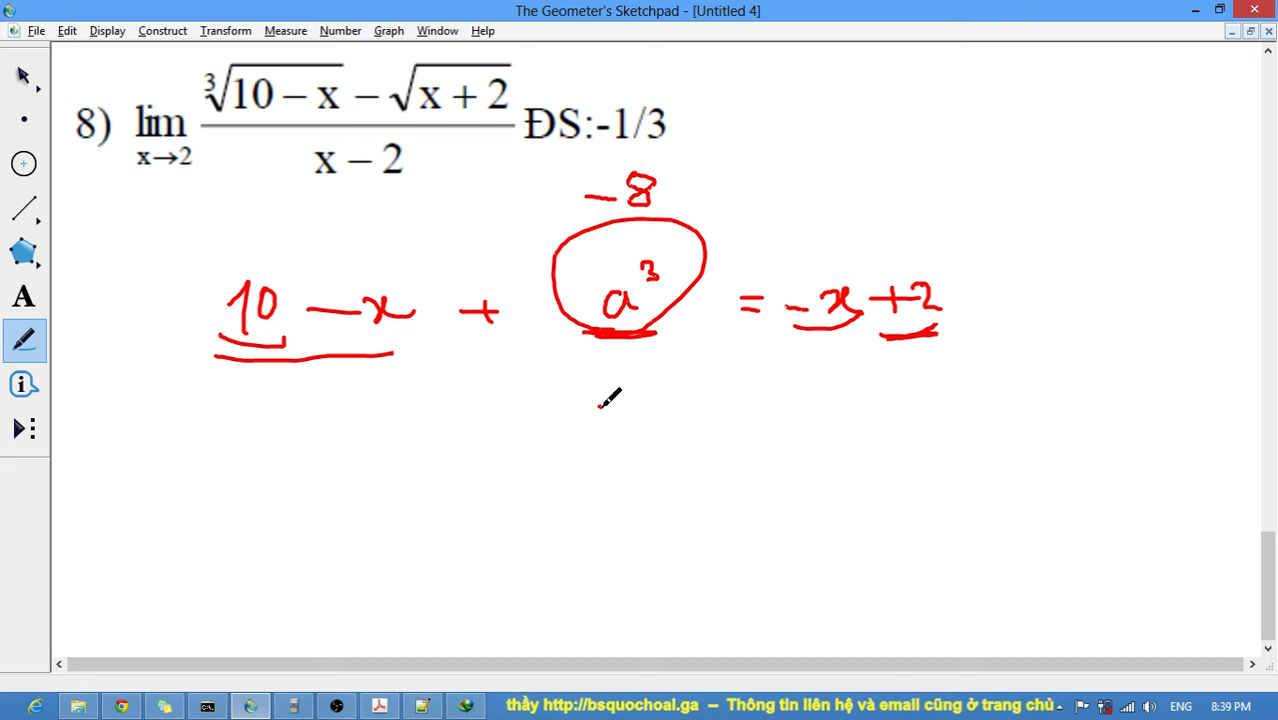 The Geometer's Sketchpad - [Untitled 4]
File Edit Display Construct Transform Measure Number Graph Window Help
8) lim x→2 (∛(10 − x) − √(x + 2)) / (x − 2) ĐS:-1/3
− 8
10 − x + a³ = − x + 2
A
thầy http://bsquochoai.ga – Thông tin liên hệ và email cũng ở trang chủ ENG 8:39 PM